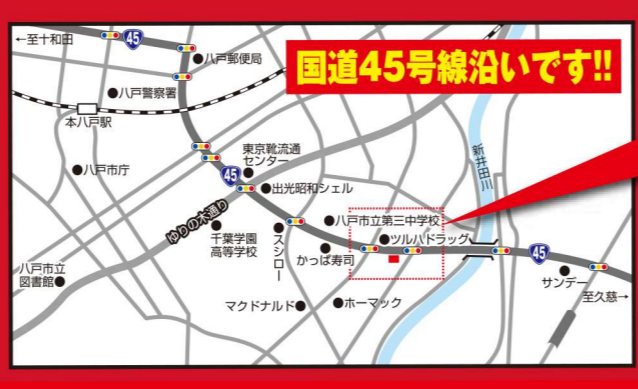 ←至十和田
45
八戸郵便局
国道45号線沿いです!!
八戸警察署
本八戸駅
東京靴流通
センター
新井田川
八戸市庁
45
出光昭和シェル
ゆりの木通り
八戸市立第三中学校
千葉学園
高等学校
スシロー
ツルハドラッグ
かっぱ寿司
45
八戸市立
図書館
サンデー
至久慈→
マクドナルド
ホーマック